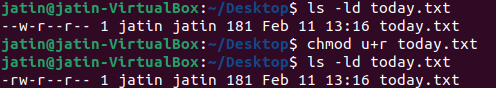 jatin@jatin-VirtualBox:~/Desktop$ ls -ld today.txt
--w-r--r-- 1 jatin jatin 181 Feb 11 13:16 today.txt
jatin@jatin-VirtualBox:~/Desktop$ chmod u+r today.txt
jatin@jatin-VirtualBox:~/Desktop$ ls -ld today.txt
-rw-r--r-- 1 jatin jatin 181 Feb 11 13:16 today.txt